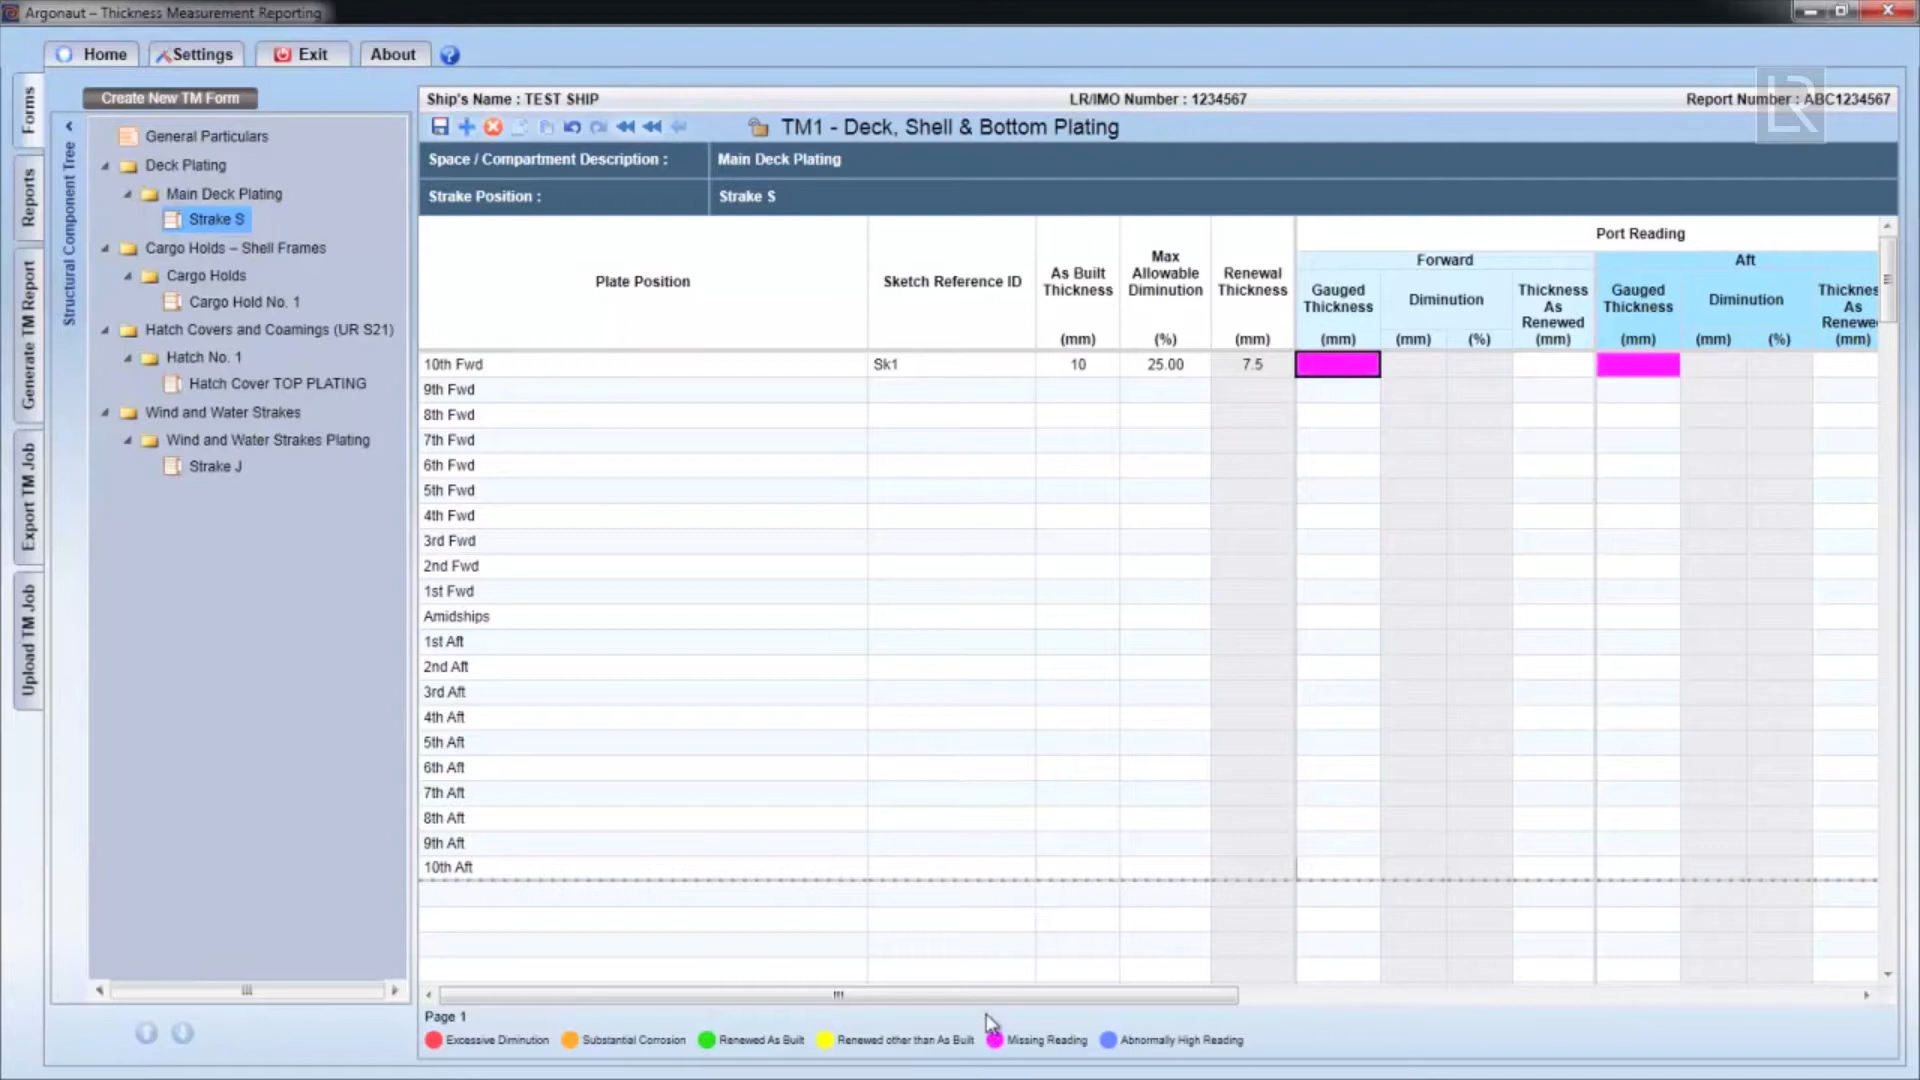 Argonaut – Thickness Measurement Reporting
Home Settings Exit About ?
LR
Forms
Reports
Generate TM Report
Export TM Job
Upload TM Job
Structural Component Tree
Create New TM Form
General Particulars
Deck Plating
Main Deck Plating
Strake S
Cargo Holds – Shell Frames
Cargo Holds
Cargo Hold No. 1
Hatch Covers and Coamings (UR S21)
Hatch No. 1
Hatch Cover TOP PLATING
Wind and Water Strakes
Wind and Water Strakes Plating
Strake J
Ship's Name : TEST SHIP LR/IMO Number : 1234567 Report Number : ABC1234567
TM1 - Deck, Shell & Bottom Plating
Space / Compartment Description : Main Deck Plating
Strake Position : Strake S
Port Reading
Forward Aft
Plate Position
Sketch Reference ID
As Built
Thickness
(mm)
Max
Allowable
Diminution
(%)
Renewal
Thickness
(mm)
Gauged
Thickness
(mm)
Diminution
(mm) (%)
Thickness
As
Renewed
(mm)
Gauged
Thickness
(mm)
Diminution
(mm) (%)
Thicknes
As
Renewe
(mm)
10th Fwd Sk1 10 25.00 7.5
9th Fwd
8th Fwd
7th Fwd
6th Fwd
5th Fwd
4th Fwd
3rd Fwd
2nd Fwd
1st Fwd
Amidships
1st Aft
2nd Aft
3rd Aft
4th Aft
5th Aft
6th Aft
7th Aft
8th Aft
9th Aft
10th Aft
Page 1
Excessive Diminution Substantial Corrosion Renewed As Built Renewed other than As Built Missing Reading Abnormally High Reading